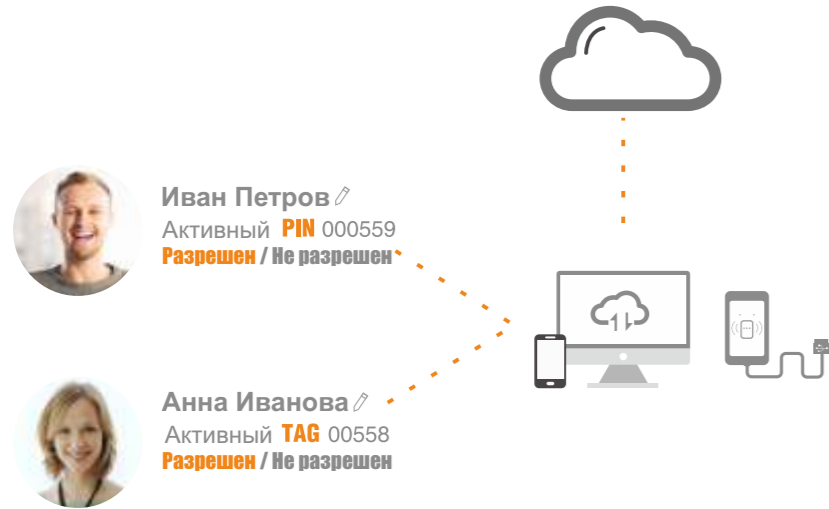 Иван Петров
Активный PIN 000559
Разрешен / Не разрешен
Анна Иванова
Активный TAG 00558
Разрешен / Не разрешен